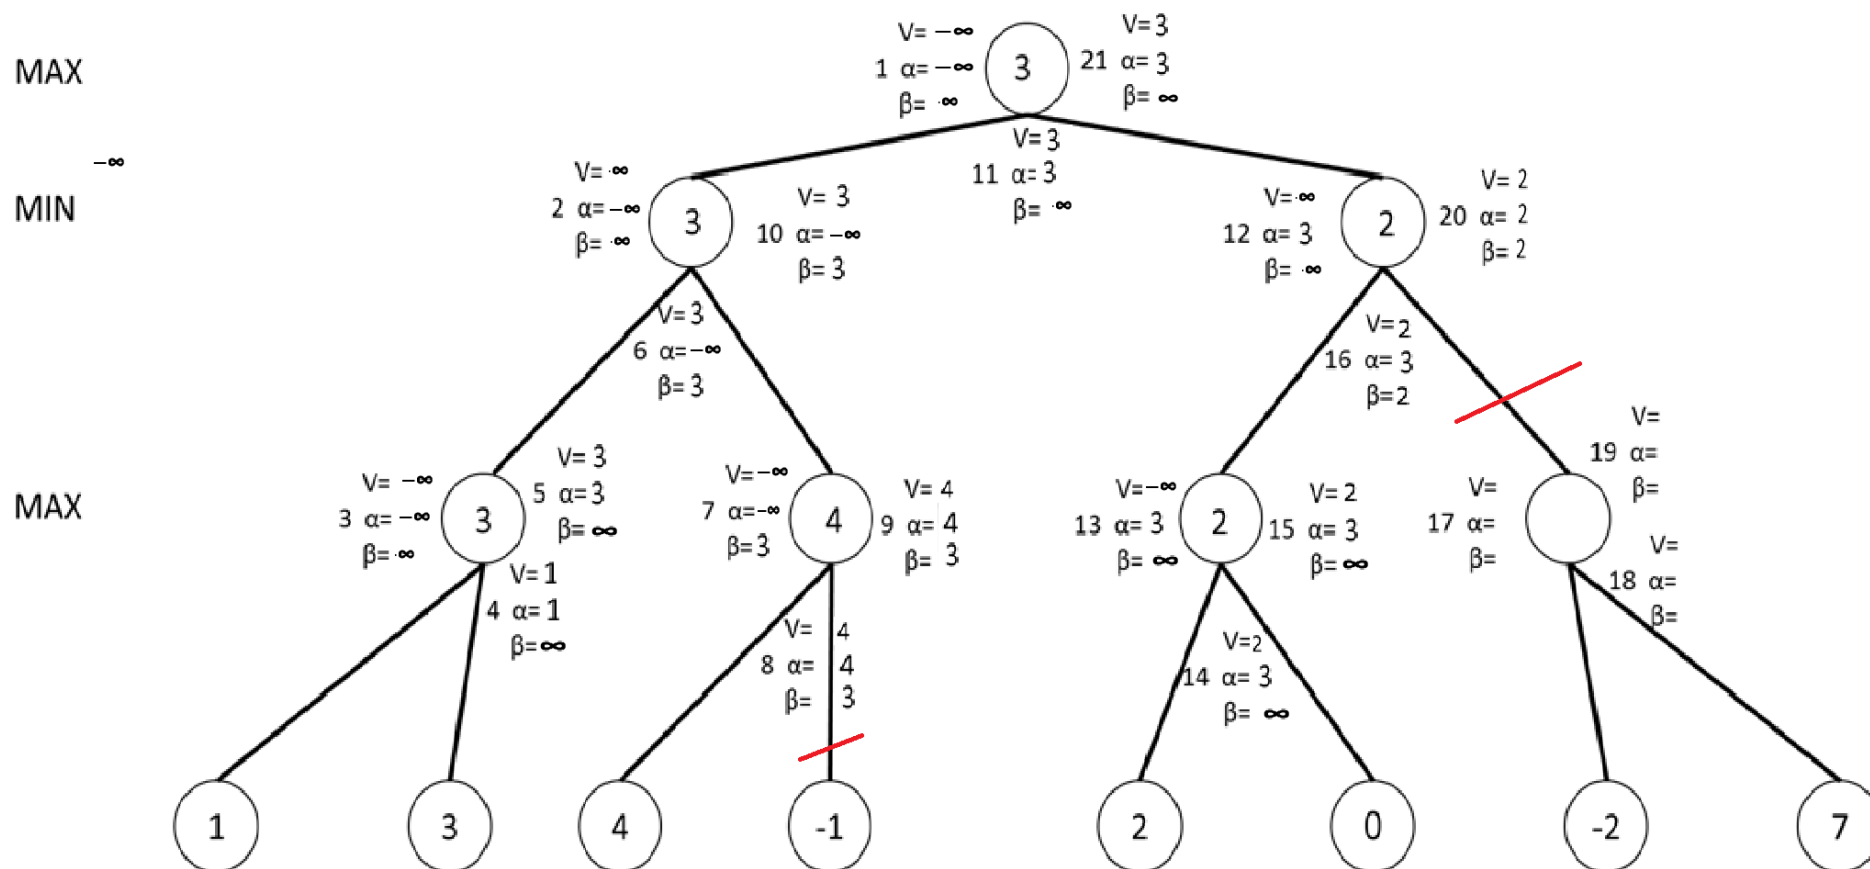 V= −∞
V= 3
MAX
1 α= −∞
3
21 α= 3
β= ∞
β= ∞
V= 3
−∞
V= ∞
11 α= 3
V= 2
MIN
2 α= −∞
3
V= 3
β= ∞
V= ∞
2
20 α= 2
β= ∞
10 α= −∞
12 α= 3
β= 2
β= 3
β= ∞
V= 3
V= 2
6 α= −∞
16 α= 3
β= 3
β= 2
V=
19 α=
β=
V= 3
V= −∞
5 α= 3
V= −∞
V= 4
V= −∞
V= 2
V=
MAX
3 α= −∞
3
β= ∞
7 α= −∞
4
9 α= 4
13 α= 3
2
15 α= 3
17 α=
β= ∞
β= 3
β= 3
β= ∞
β= ∞
β=
V= 1
V=
4 α= 1
18 α=
β= ∞
β=
V= 4
V=2
8 α= 4
14 α= 3
β= 3
β= ∞
1
3
4
-1
2
0
-2
7